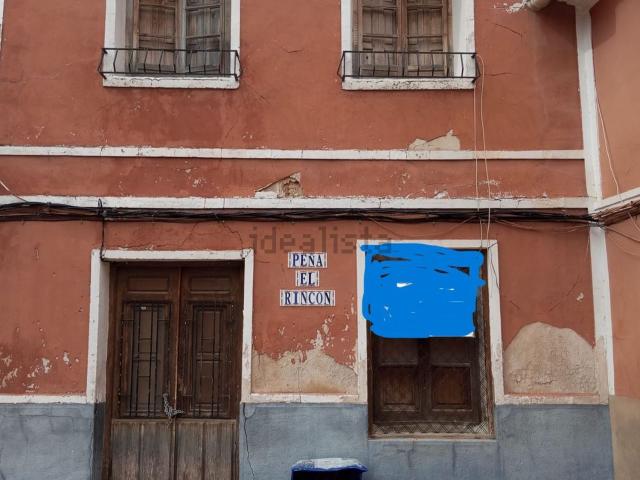 idealista
PEÑA
EL
RINCON